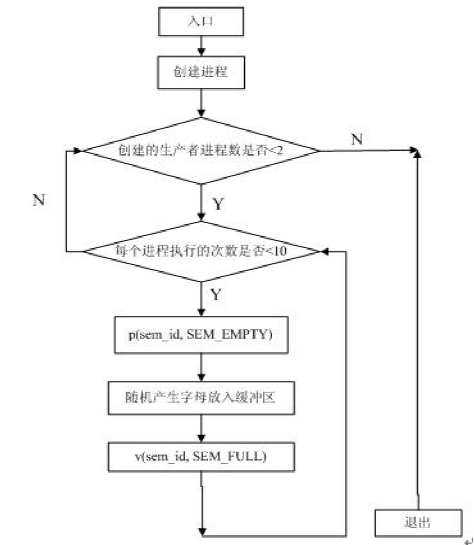 入口
创建进程
创建的生产者进程数是否<2
N
Y
N
每个进程执行的次数是否<10
Y
p(sem_id, SEM_EMPTY)
随机产生字母放入缓冲区
v(sem_id, SEM_FULL)
退出